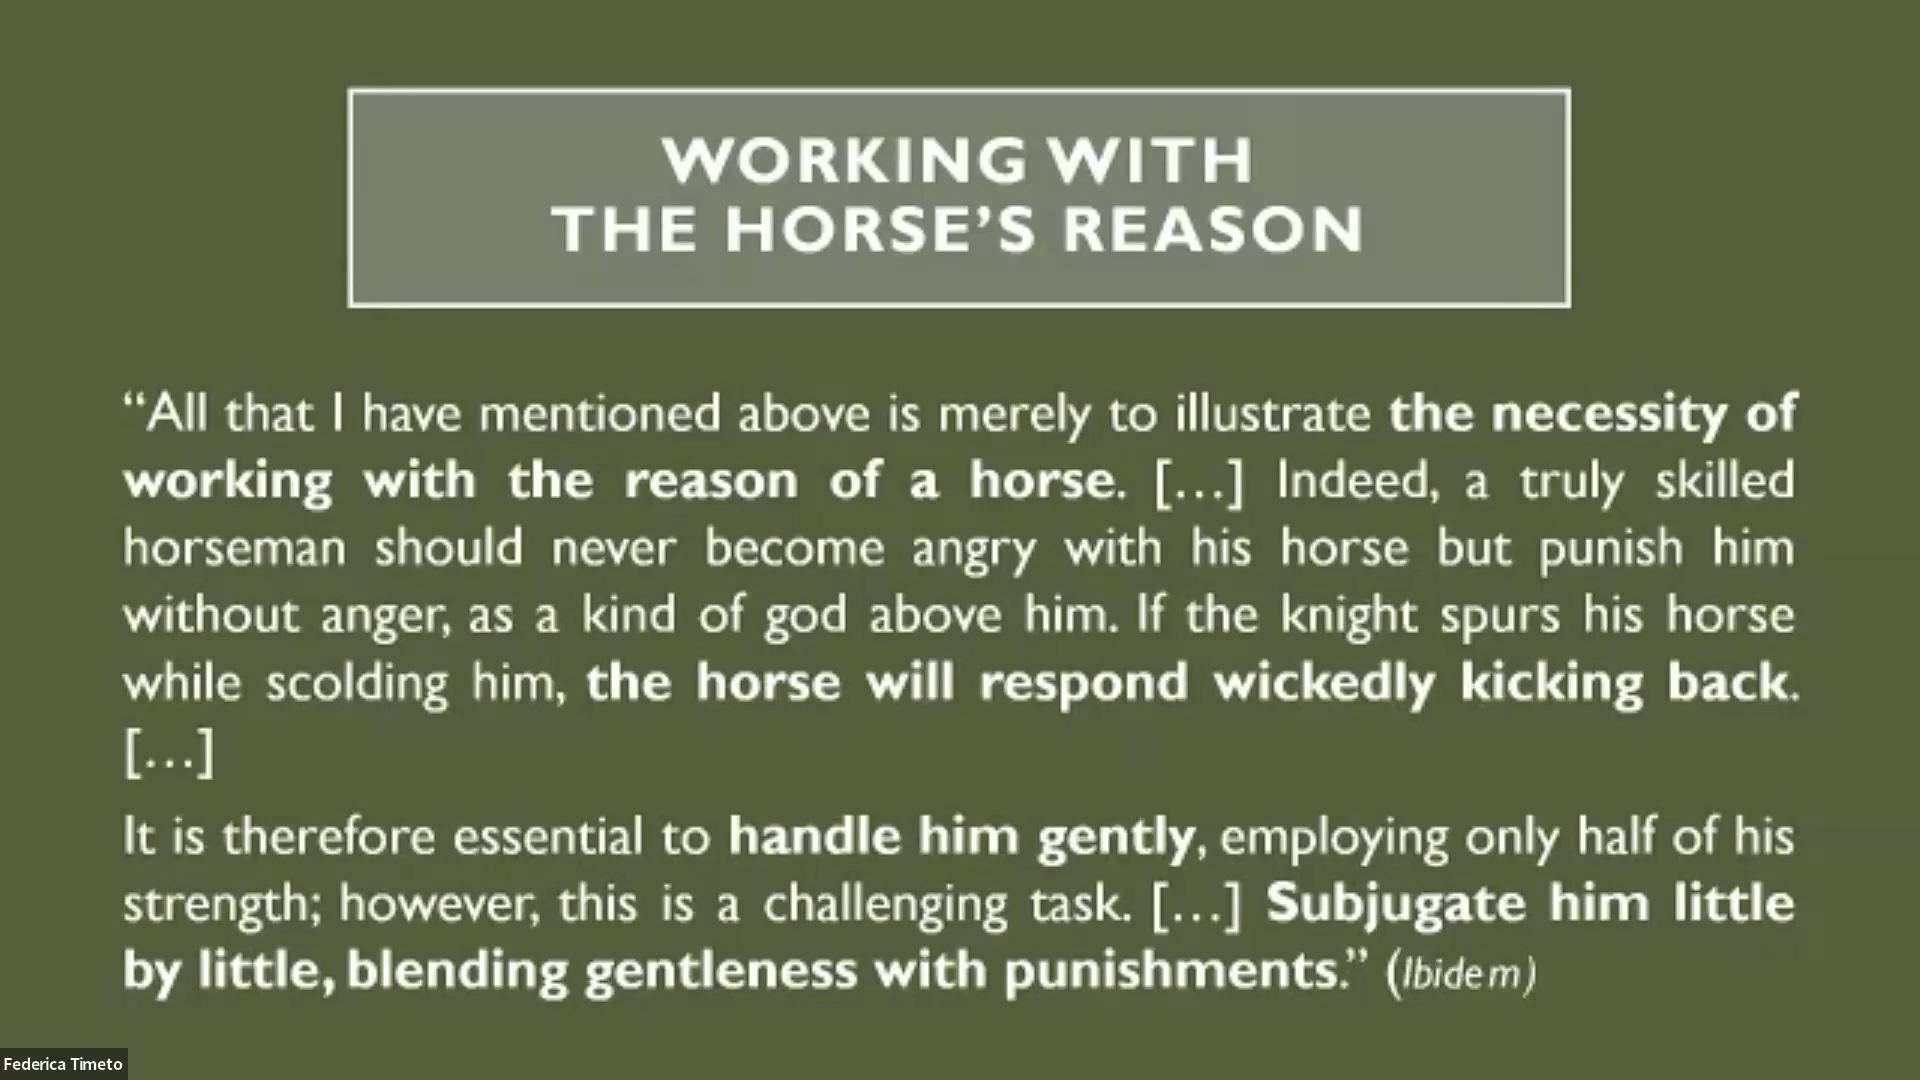 WORKING WITH
THE HORSE’S REASON
“All that I have mentioned above is merely to illustrate the necessity of
working with the reason of a horse. […] Indeed, a truly skilled
horseman should never become angry with his horse but punish him
without anger, as a kind of god above him. If the knight spurs his horse
while scolding him, the horse will respond wickedly kicking back.
[…]
It is therefore essential to handle him gently, employing only half of his
strength; however, this is a challenging task. […] Subjugate him little
by little, blending gentleness with punishments.” (Ibidem)
Federica Timeto